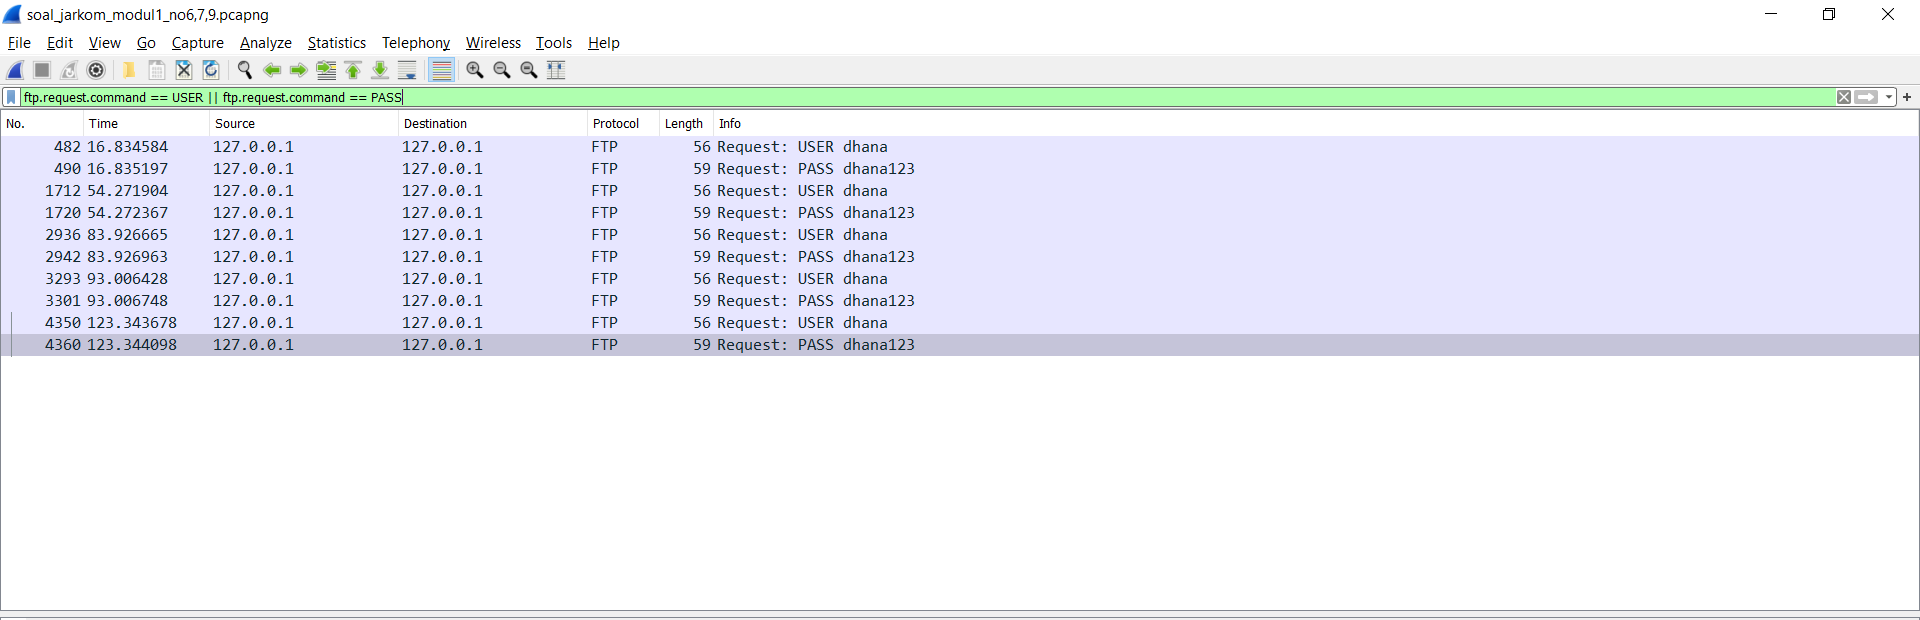 soal_jarkom_modul1_no6,7,9.pcapng
File Edit View Go Capture Analyze Statistics Telephony Wireless Tools Help
ftp.request.command == USER || ftp.request.command == PASS
No. Time Source Destination Protocol Length Info
482 16.834584 127.0.0.1 127.0.0.1 FTP 56 Request: USER dhana
490 16.835197 127.0.0.1 127.0.0.1 FTP 59 Request: PASS dhana123
1712 54.271904 127.0.0.1 127.0.0.1 FTP 56 Request: USER dhana
1720 54.272367 127.0.0.1 127.0.0.1 FTP 59 Request: PASS dhana123
2936 83.926665 127.0.0.1 127.0.0.1 FTP 56 Request: USER dhana
2942 83.926963 127.0.0.1 127.0.0.1 FTP 59 Request: PASS dhana123
3293 93.006428 127.0.0.1 127.0.0.1 FTP 56 Request: USER dhana
3301 93.006748 127.0.0.1 127.0.0.1 FTP 59 Request: PASS dhana123
4350 123.343678 127.0.0.1 127.0.0.1 FTP 56 Request: USER dhana
4360 123.344098 127.0.0.1 127.0.0.1 FTP 59 Request: PASS dhana123